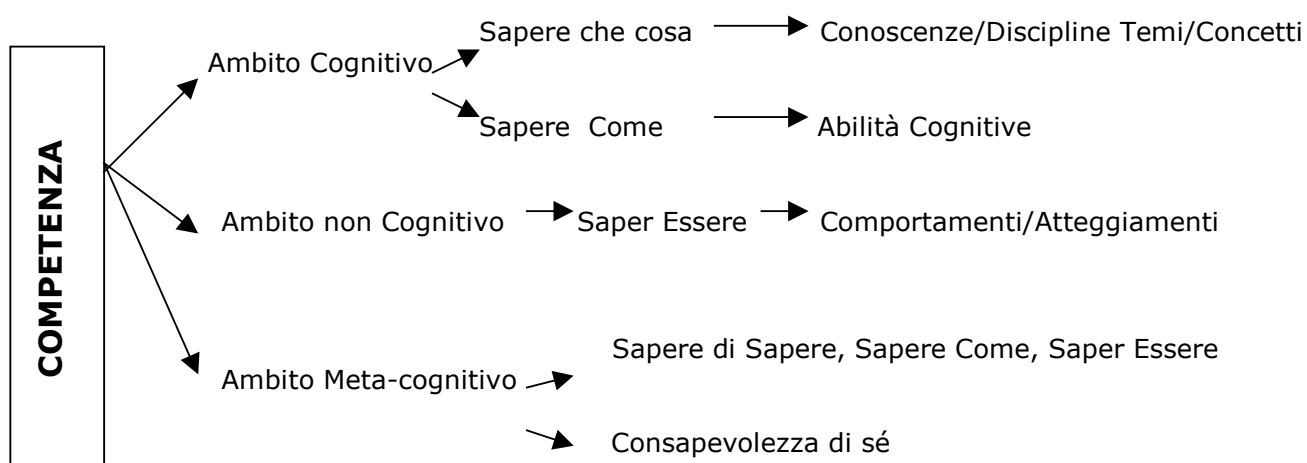 COMPETENZA
Ambito Cognitivo
Sapere che cosa
Conoscenze/Discipline Temi/Concetti
Sapere Come
Abilità Cognitive
Ambito non Cognitivo
Saper Essere
Comportamenti/Atteggiamenti
Ambito Meta-cognitivo
Sapere di Sapere, Sapere Come, Saper Essere
Consapevolezza di sé